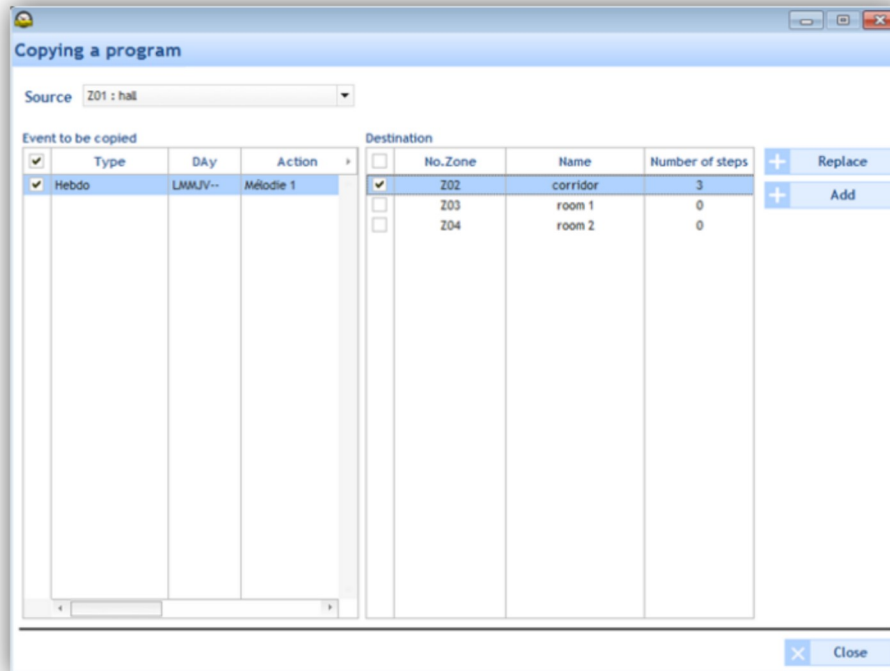 Copying a program
Source Z01 : hall
Event to be copied Destination
Type DAy Action No.Zone Name Number of steps Replace
Hebdo LMMJV-- Mélodie 1 Z02 corridor 3 Add
Z03 room 1 0
Z04 room 2 0
Close